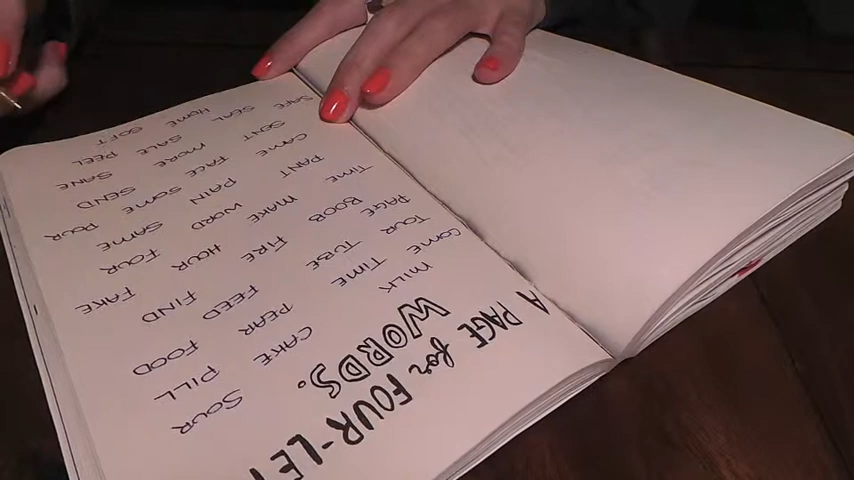 A PAGE for FOUR-LET
WORDS.
MILK CAKE SOUR
COME TIME PEAR PILL
TOUR TUBE FEED FOOD
PAGE BOOB FIRE FIND
TIME MAKE HOUR FAKE
PANT WORD FOUR
CAME PAIN SAME
SENT FACE SOME POUR
SAFE SEAL MORE SEND
SALE SANE
HOME PEEL
SOFT